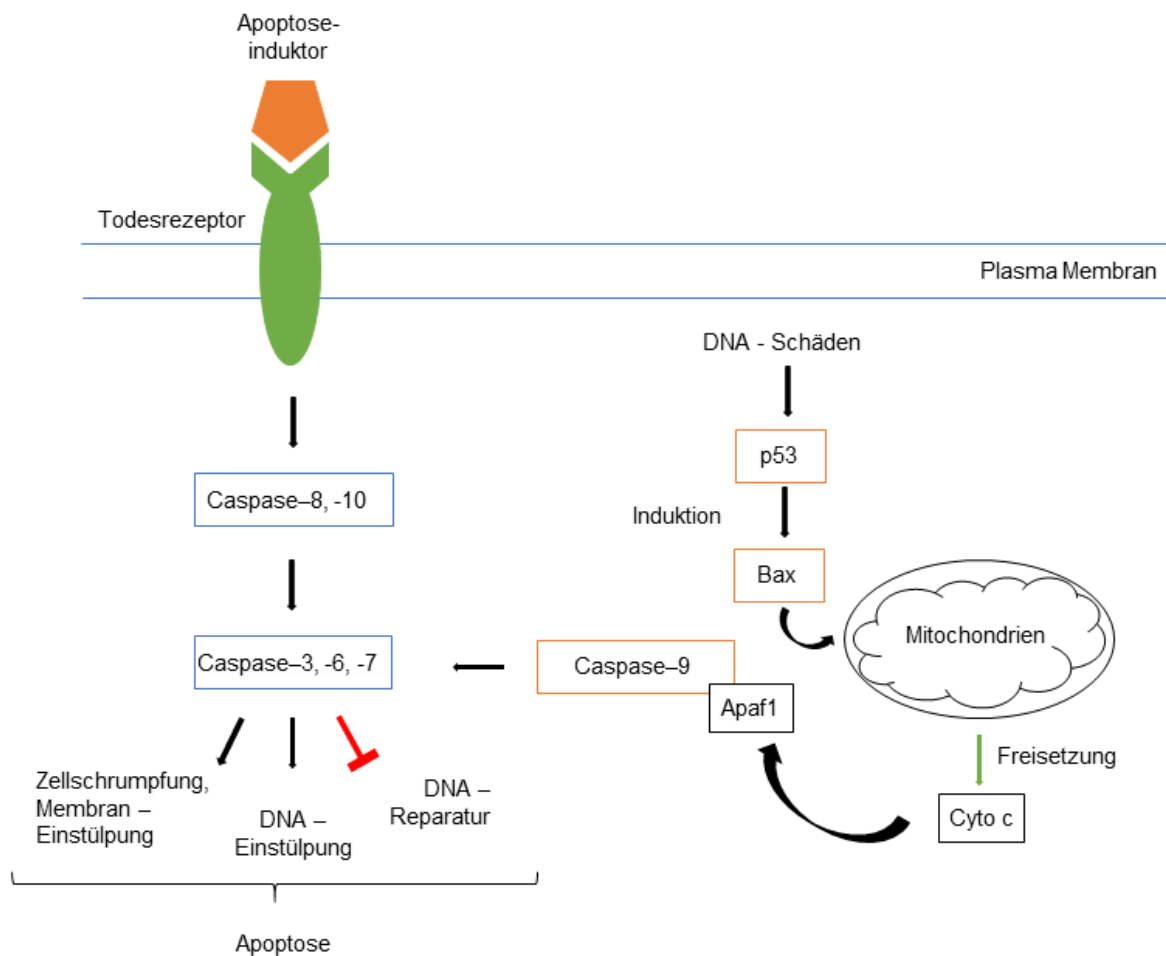 Apoptose-
induktor
Todesrezeptor
Plasma Membran
DNA - Schäden
p53
Caspase–8, -10
Induktion
Bax
Mitochondrien
Caspase–3, -6, -7
Caspase–9
Apaf1
Freisetzung
Cyto c
Zellschrumpfung,
Membran –
Einstülpung
DNA –
Einstülpung
DNA –
Reparatur
Apoptose